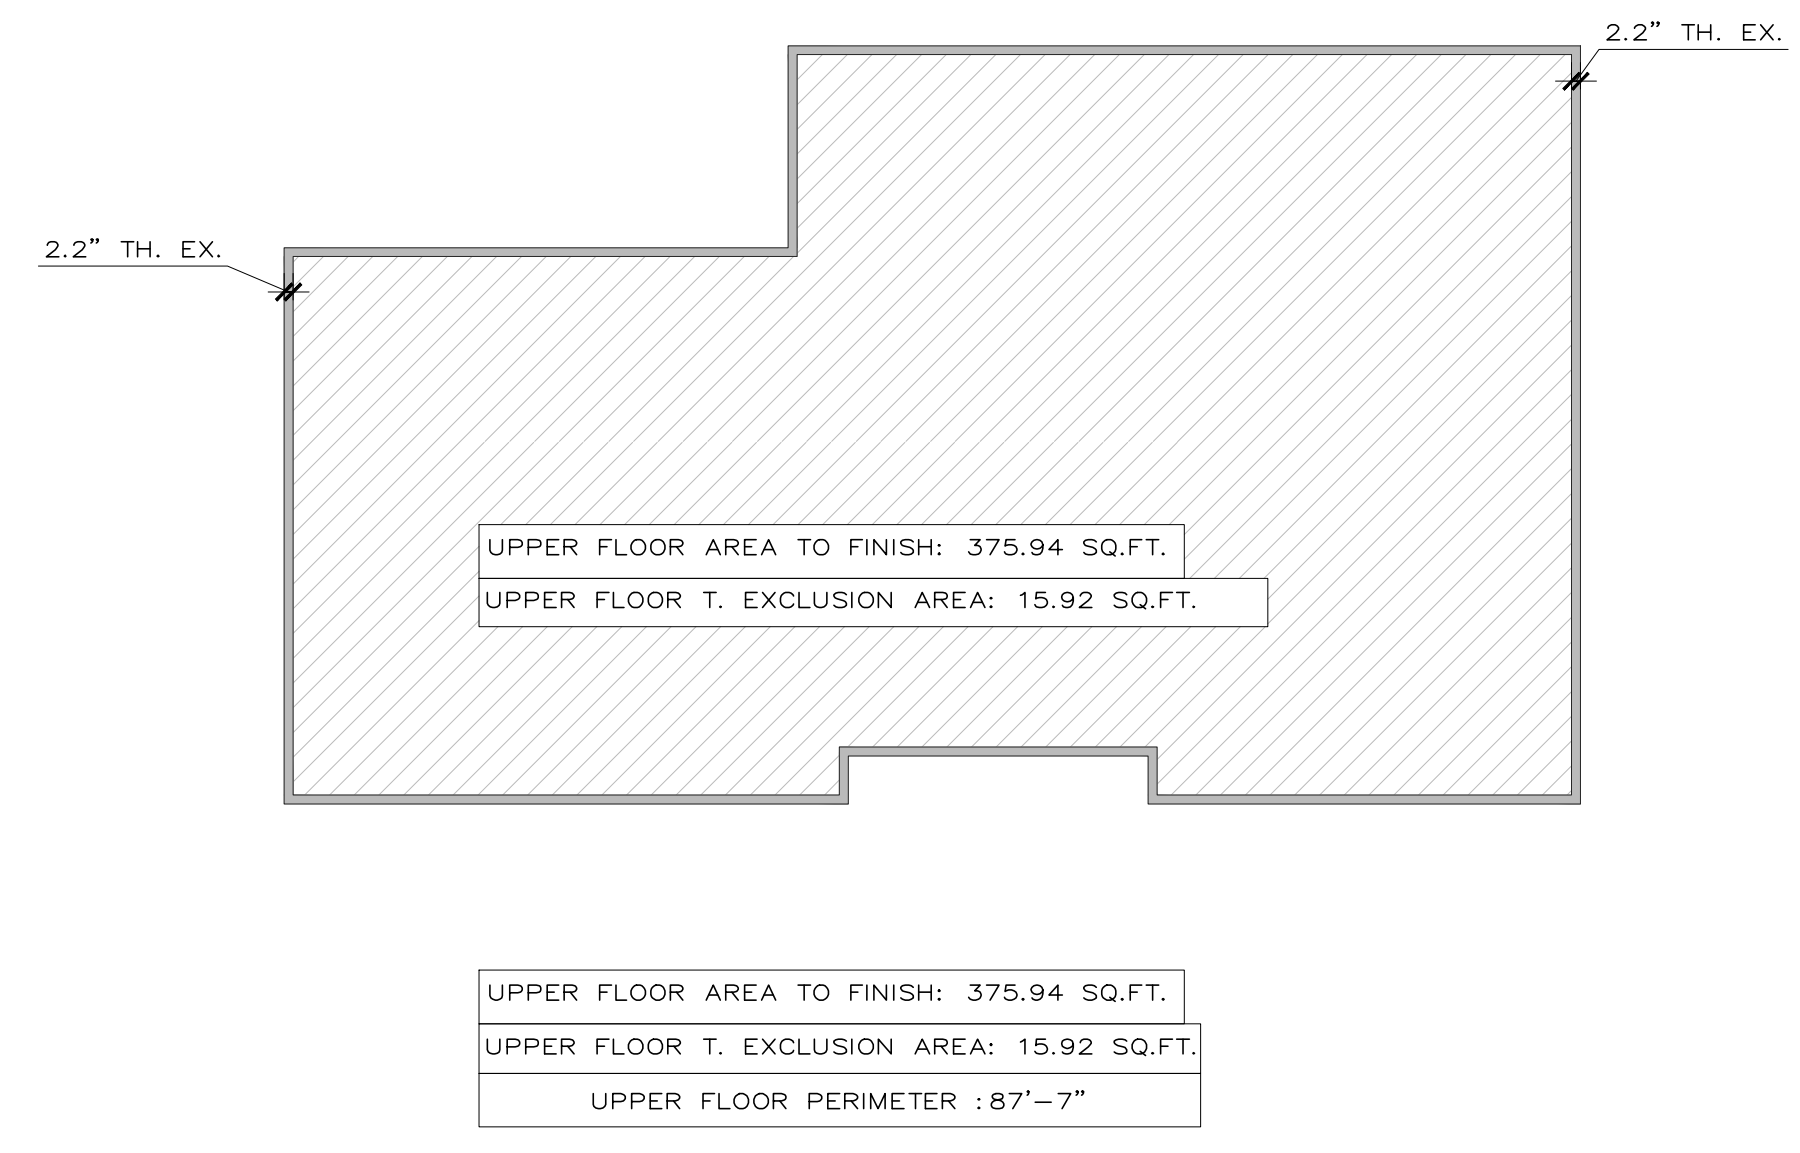 2.2” TH. EX.
2.2” TH. EX.
UPPER FLOOR AREA TO FINISH: 375.94 SQ.FT.
UPPER FLOOR T. EXCLUSION AREA: 15.92 SQ.FT.
UPPER FLOOR AREA TO FINISH: 375.94 SQ.FT.
UPPER FLOOR T. EXCLUSION AREA: 15.92 SQ.FT.
UPPER FLOOR PERIMETER :87’–7”